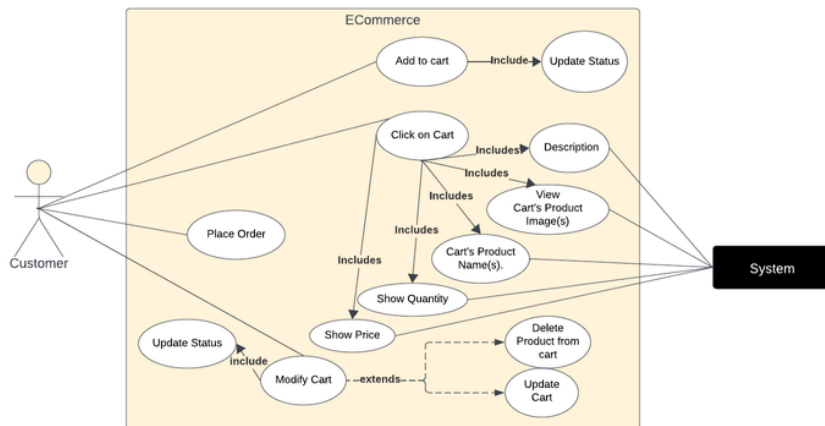 ECommerce
Add to cart
Include
Update Status
Click on Cart
Includes
Description
Includes
View
Cart's Product
Image(s)
Includes
Customer
Place Order
Includes
Cart's Product
Name(s).
Includes
System
Show Quantity
Show Price
Update Status
include
Modify Cart
extends
Delete
Product from
cart
Update
Cart